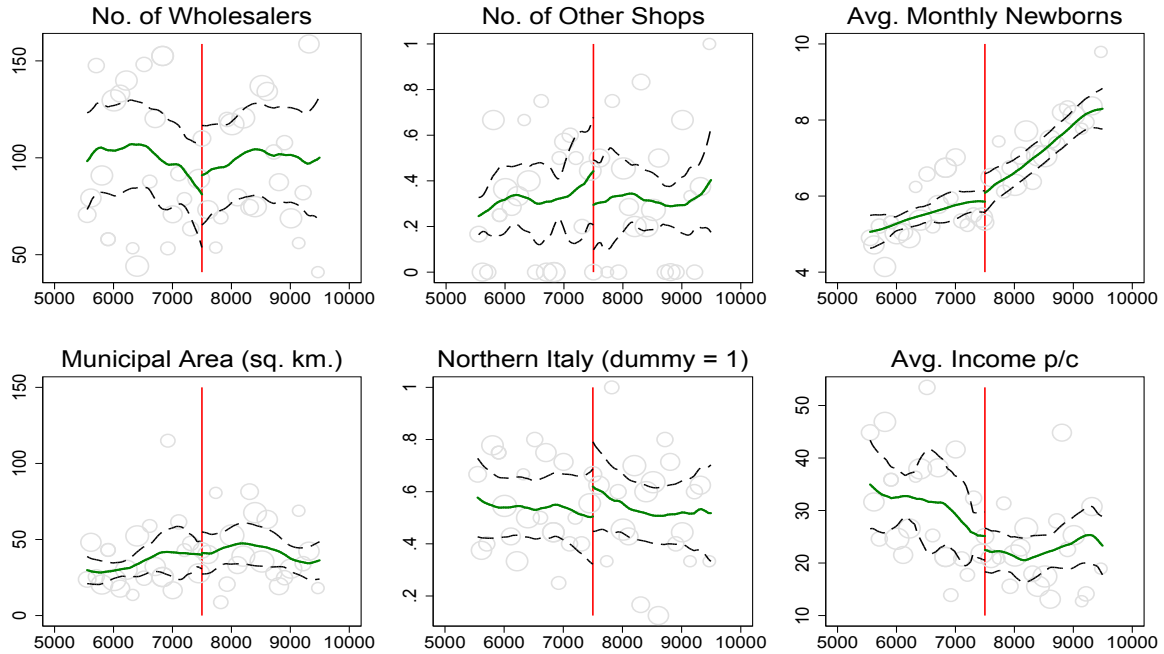 No. of Wholesalers
No. of Other Shops
Avg. Monthly Newborns
150
100
50
5000 6000 7000 8000 9000 10000
1
.8
.6
.4
.2
0
5000 6000 7000 8000 9000 10000
10
8
6
4
5000 6000 7000 8000 9000 10000
Municipal Area (sq. km.)
Northern Italy (dummy = 1)
Avg. Income p/c
150
100
50
0
5000 6000 7000 8000 9000 10000
1
.8
.6
.4
.2
5000 6000 7000 8000 9000 10000
50
40
30
20
10
5000 6000 7000 8000 9000 10000